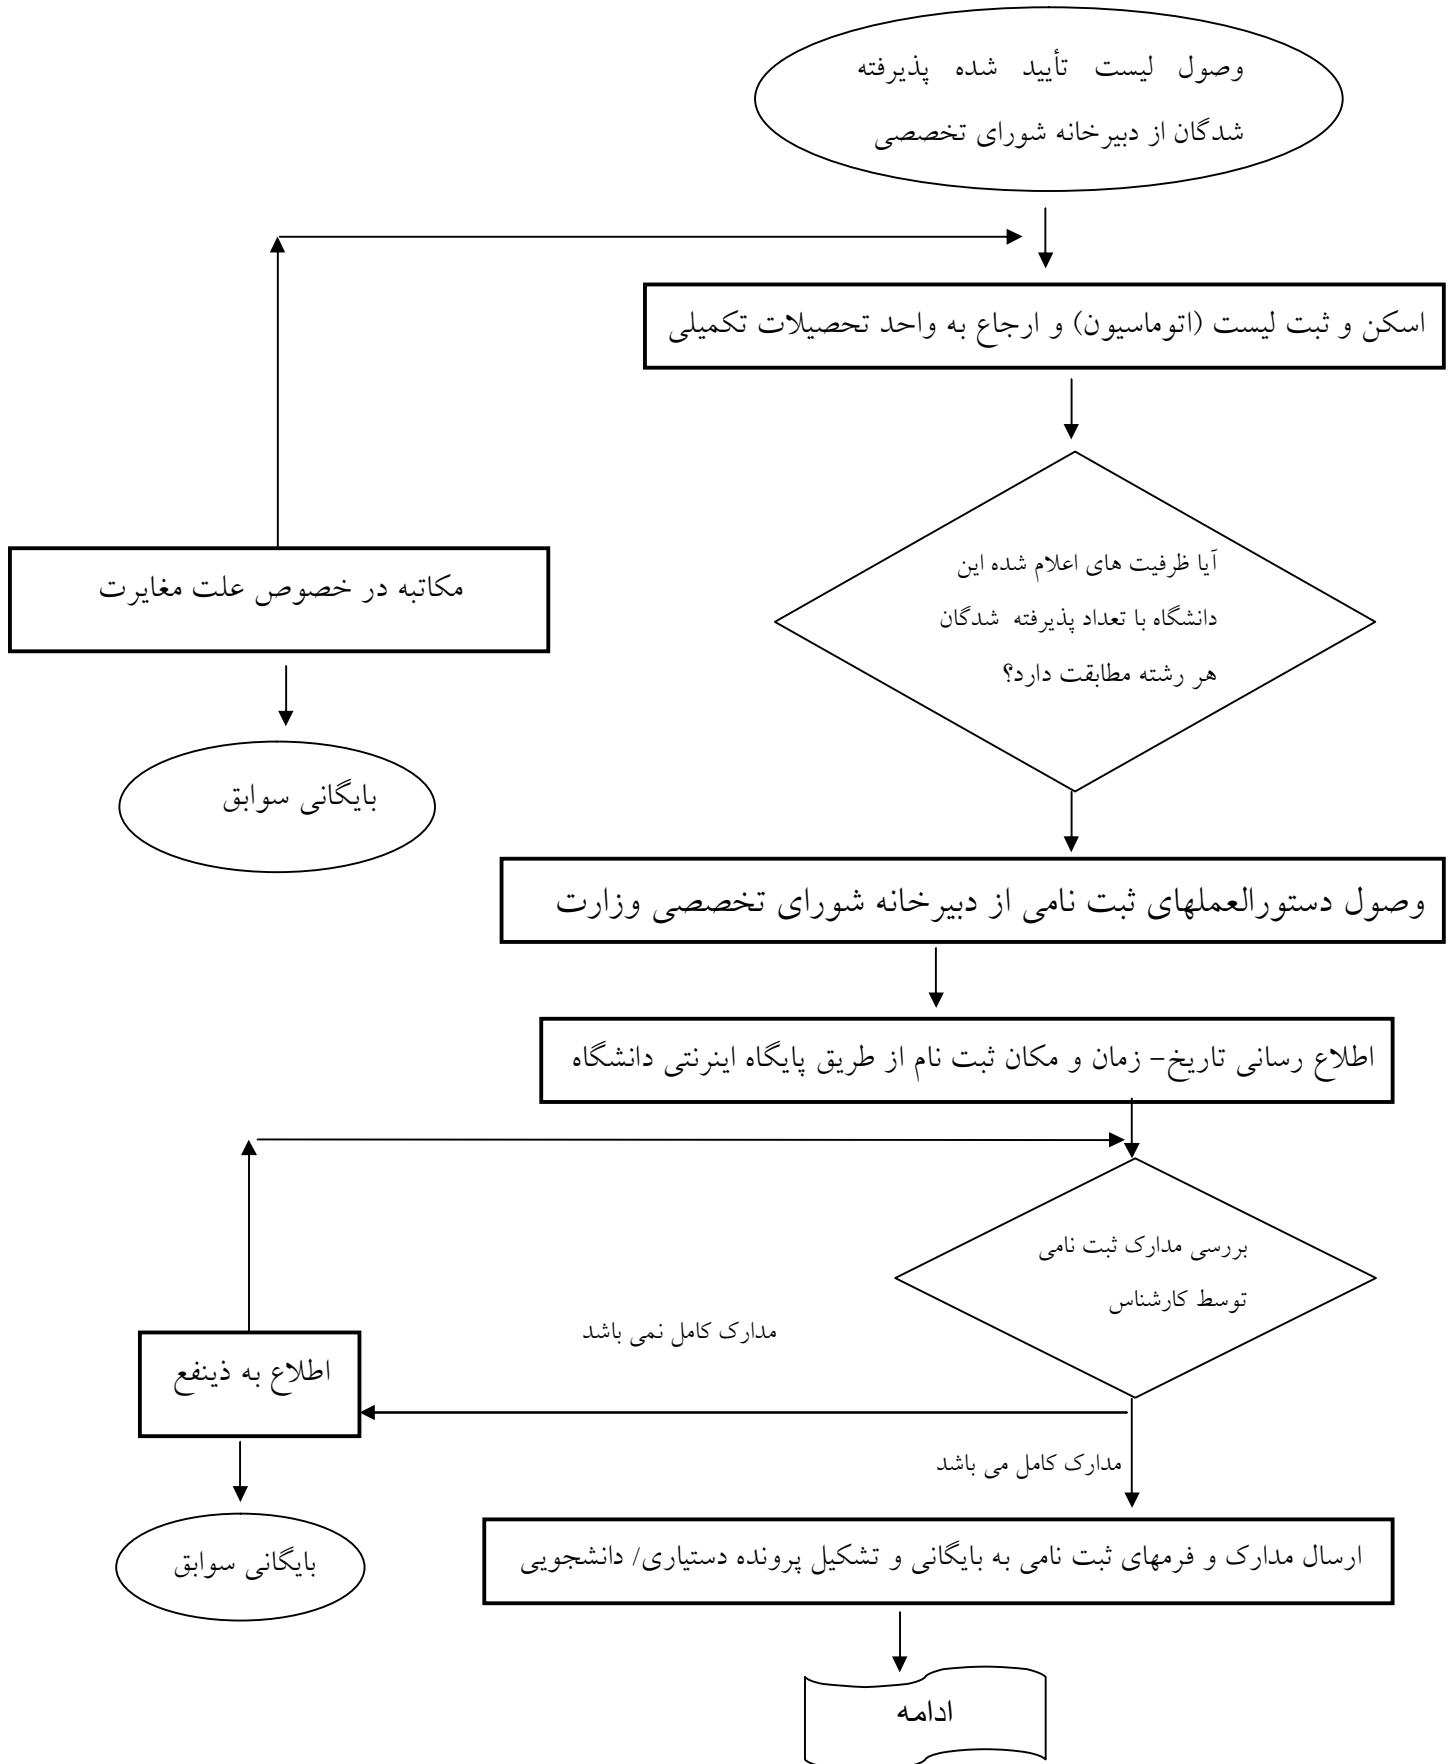 وصول لیست تأیید شده پذیرفته
شدگان از دبیرخانه شورای تخصصی
اسکن و ثبت لیست (اتوماسیون) و ارجاع به واحد تحصیلات تکمیلی
آیا ظرفیت های اعلام شده این
دانشگاه با تعداد پذیرفته شدگان
هر رشته مطابقت دارد؟
مکاتبه در خصوص علت مغایرت
بایگانی سوابق
وصول دستورالعملهای ثبت نامی از دبیرخانه شورای تخصصی وزارت
اطلاع رسانی تاریخ- زمان و مکان ثبت نام از طریق پایگاه اینرنتی دانشگاه
بررسی مدارک ثبت نامی
توسط کارشناس
مدارک کامل نمی باشد
اطلاع به ذینفع
مدارک کامل می باشد
بایگانی سوابق
ارسال مدارک و فرمهای ثبت نامی به بایگانی و تشکیل پرونده دستیاری/ دانشجویی
ادامه